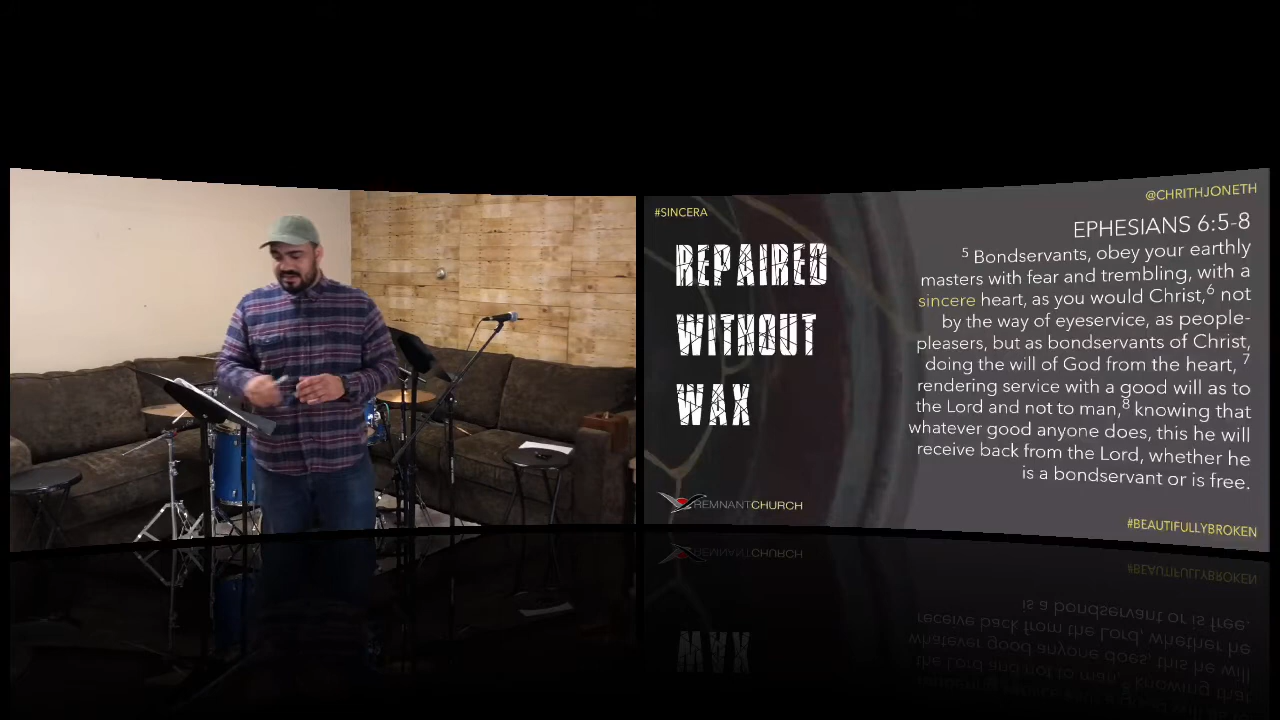 #SINCERA
REPAIRED
WITHOUT
WAX
REMNANTCHURCH
@CHRITHJONETH
EPHESIANS 6:5-8
5 Bondservants, obey your earthly
masters with fear and trembling, with a
sincere heart, as you would Christ,6 not
by the way of eyeservice, as people-
pleasers, but as bondservants of Christ,
doing the will of God from the heart, 7
rendering service with a good will as to
the Lord and not to man,8 knowing that
whatever good anyone does, this he will
receive back from the Lord, whether he
is a bondservant or is free.
#BEAUTIFULLYBROKEN